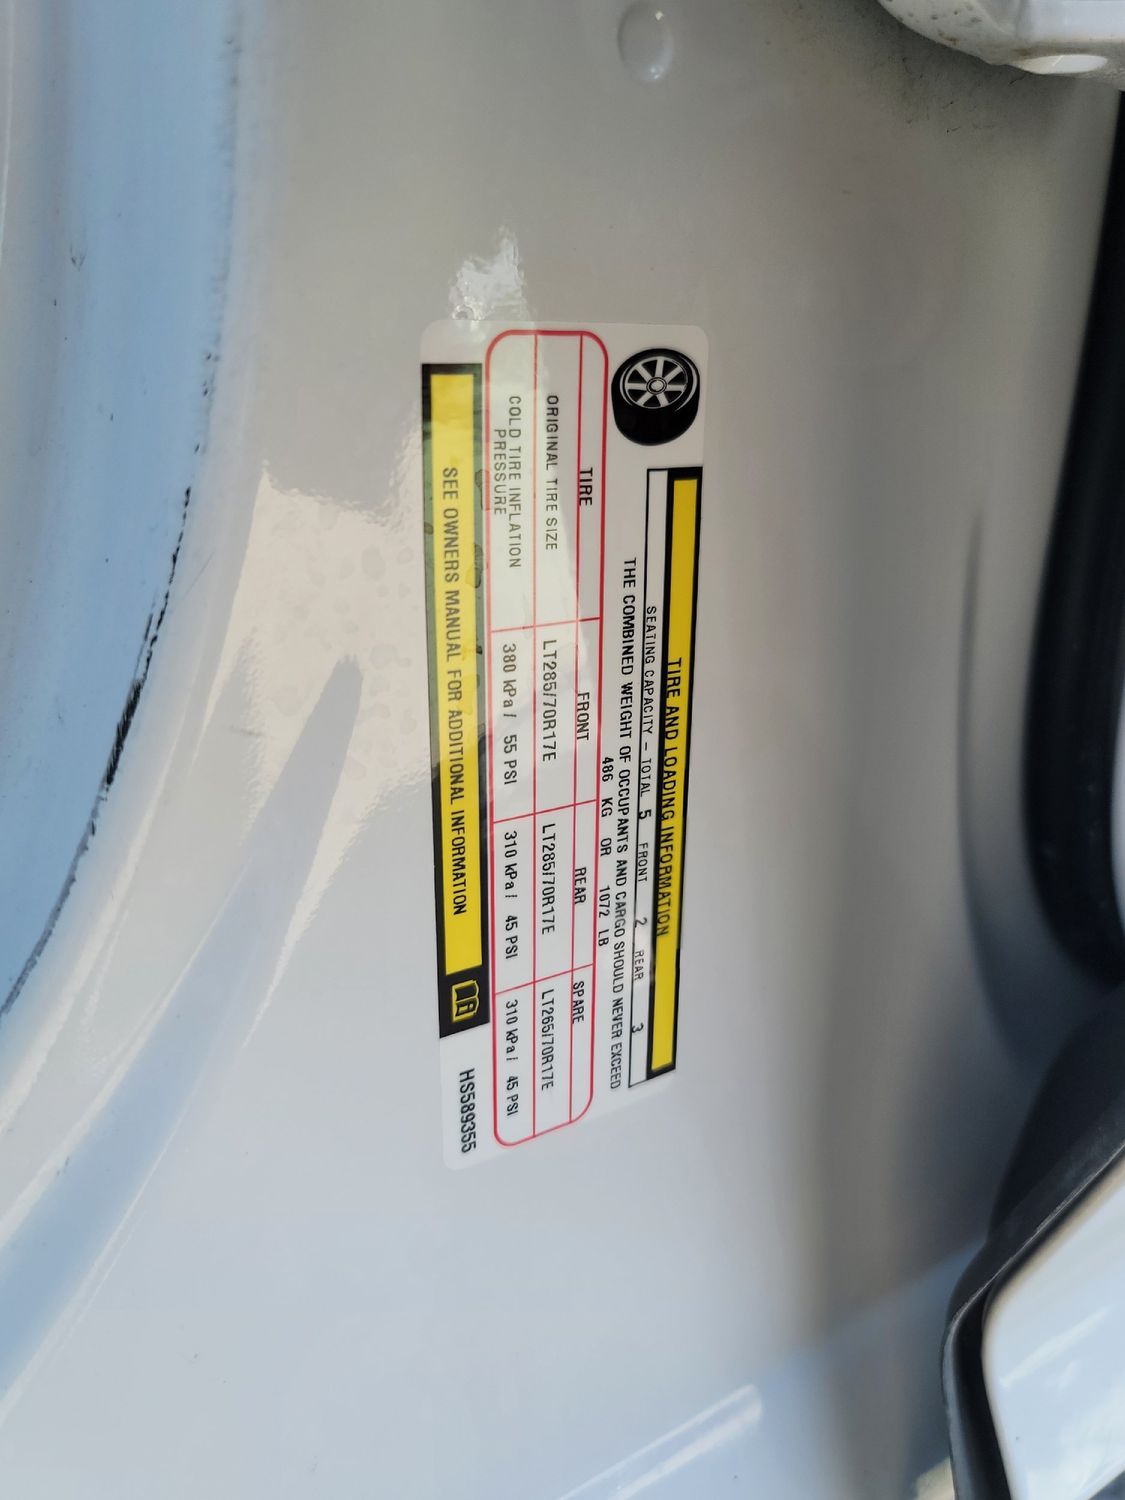 TIRE AND LOADING INFORMATION
SEATING CAPACITY – TOTAL 5 FRONT 2 REAR 3
THE COMBINED WEIGHT OF OCCUPANTS AND CARGO SHOULD NEVER EXCEED
486 KG OR 1072 LB
TIRE FRONT REAR SPARE
ORIGINAL TIRE SIZE LT285/70R17E LT285/70R17E LT265/70R17E
COLD TIRE INFLATION PRESSURE 380 kPa / 55 PSI 310 kPa / 45 PSI 310 kPa / 45 PSI
SEE OWNERS MANUAL FOR ADDITIONAL INFORMATION
HS589355